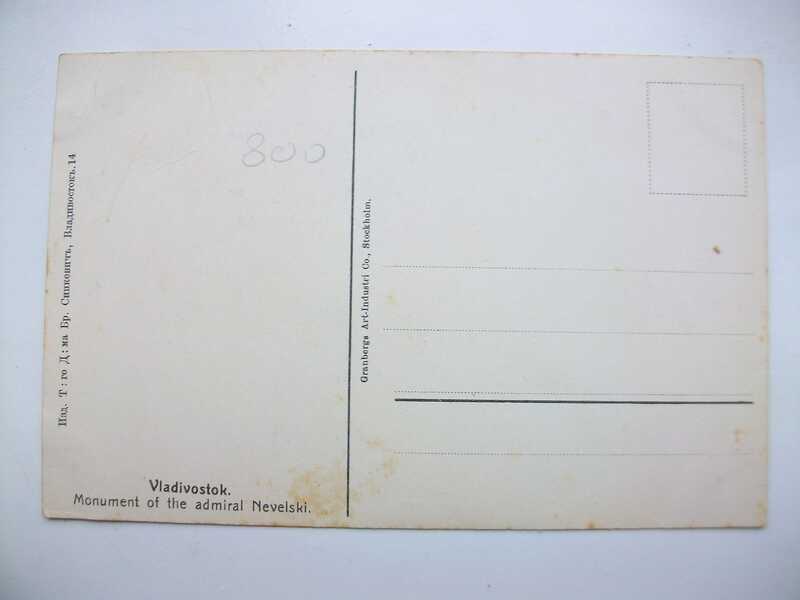 Изд. Т: го Д: ма Бр. Синкевичъ, Владивостокъ. 14
800
Granbergs Art-Industri Co., Stockholm.
Vladivostok.
Monument of the admiral Nevelski.